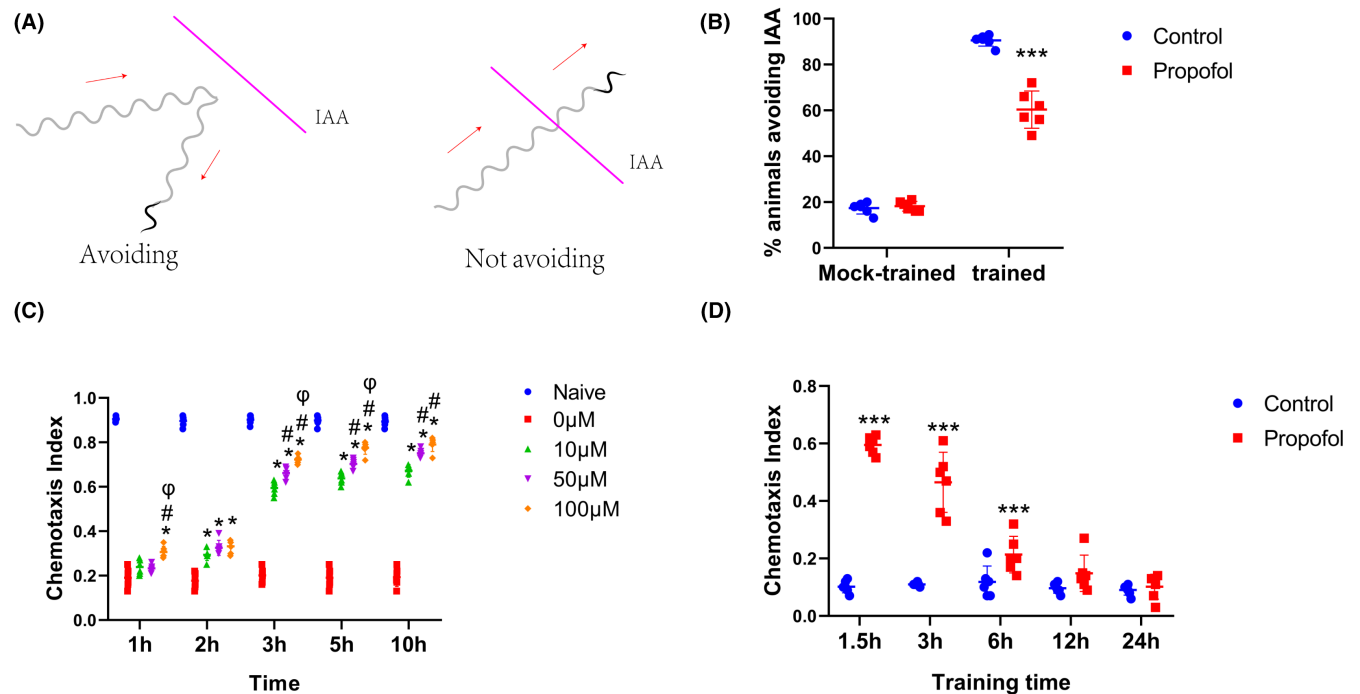 (A)
IAA
IAA
Avoiding
Not avoiding
(B)
% animals avoiding IAA
100
80
60
40
20
0
***
Mock-trained
trained
Control
Propofol
(C)
Chemotaxis Index
1.0
0.8
0.6
0.4
0.2
0.0
φ
#
*
*
*
*
φ
#
#
*
*
*
φ
#
#
*
*
*
#
#
*
*
*
1h
2h
3h
5h
10h
Time
Naive
0μM
10μM
50μM
100μM
(D)
Chemotaxis Index
0.8
0.6
0.4
0.2
0.0
***
***
***
1.5h
3h
6h
12h
24h
Training time
Control
Propofol